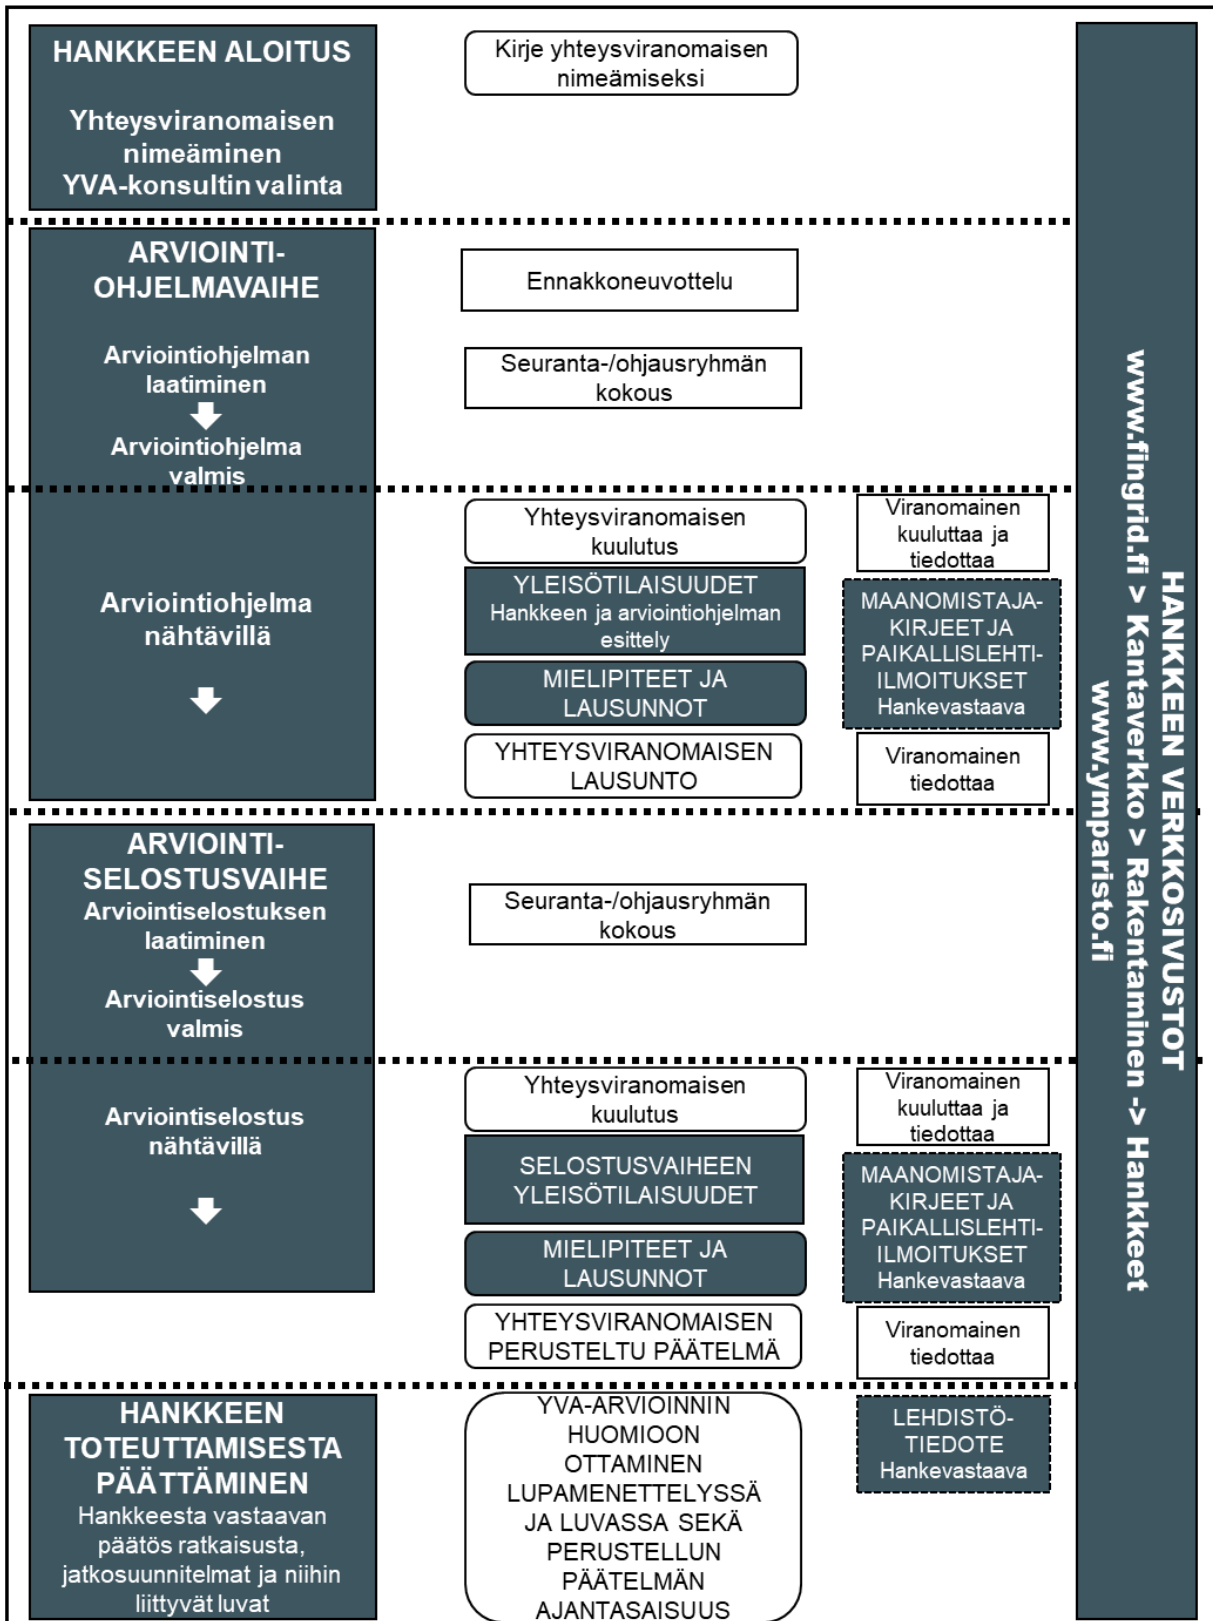 HANKKEEN ALOITUS
Yhteysviranomaisen
nimeäminen
YVA-konsultin valinta
Kirje yhteysviranomaisen
nimeämiseksi
ARVIOINTI-
OHJELMAVAIHE
Arviointiohjelman
laatiminen
Arviointiohjelma
valmis
Ennakkoneuvottelu
Seuranta-/ohjausryhmän
kokous
Arviointiohjelma
nähtävillä
Yhteysviranomaisen
kuulutus
YLEISÖTILAISUUDET
Hankkeen ja arviointiohjelman
esittely
MIELIPITEET JA
LAUSUNNOT
YHTEYSVIRANOMAISEN
LAUSUNTO
Viranomainen
kuuluttaa ja
tiedottaa
MAANOMISTAJA-
KIRJEET JA
PAIKALLISLEHTI-
ILMOITUKSET
Hankevastaava
Viranomainen
tiedottaa
ARVIOINTI-
SELOSTUSVAIHE
Arviointiselostuksen
laatiminen
Arviointiselostus
valmis
Seuranta-/ohjausryhmän
kokous
Arviointiselostus
nähtävillä
Yhteysviranomaisen
kuulutus
SELOSTUSVAIHEEN
YLEISÖTILAISUUDET
MIELIPITEET JA
LAUSUNNOT
YHTEYSVIRANOMAISEN
PERUSTELTU PÄÄTELMÄ
Viranomainen
kuuluttaa ja
tiedottaa
MAANOMISTAJA-
KIRJEET JA
PAIKALLISLEHTI-
ILMOITUKSET
Hankevastaava
Viranomainen
tiedottaa
HANKKEEN
TOTEUTTAMISESTA
PÄÄTTÄMINEN
Hankkeesta vastaavan
päätös ratkaisusta,
jatkosuunnitelmat ja niihin
liittyvät luvat
YVA-ARVIOINNIN
HUOMIOON
OTTAMINEN
LUPAMENETTELYSSÄ
JA LUVASSA SEKÄ
PERUSTELLUN
PÄÄTELMÄN
AJANTASAISUUS
LEHDISTÖ-
TIEDOTE
Hankevastaava
HANKKEEN VERKKOSIVUSTOT
www.fingrid.fi > Kantaverkko > Rakentaminen -> Hankkeet
www.ymparisto.fi